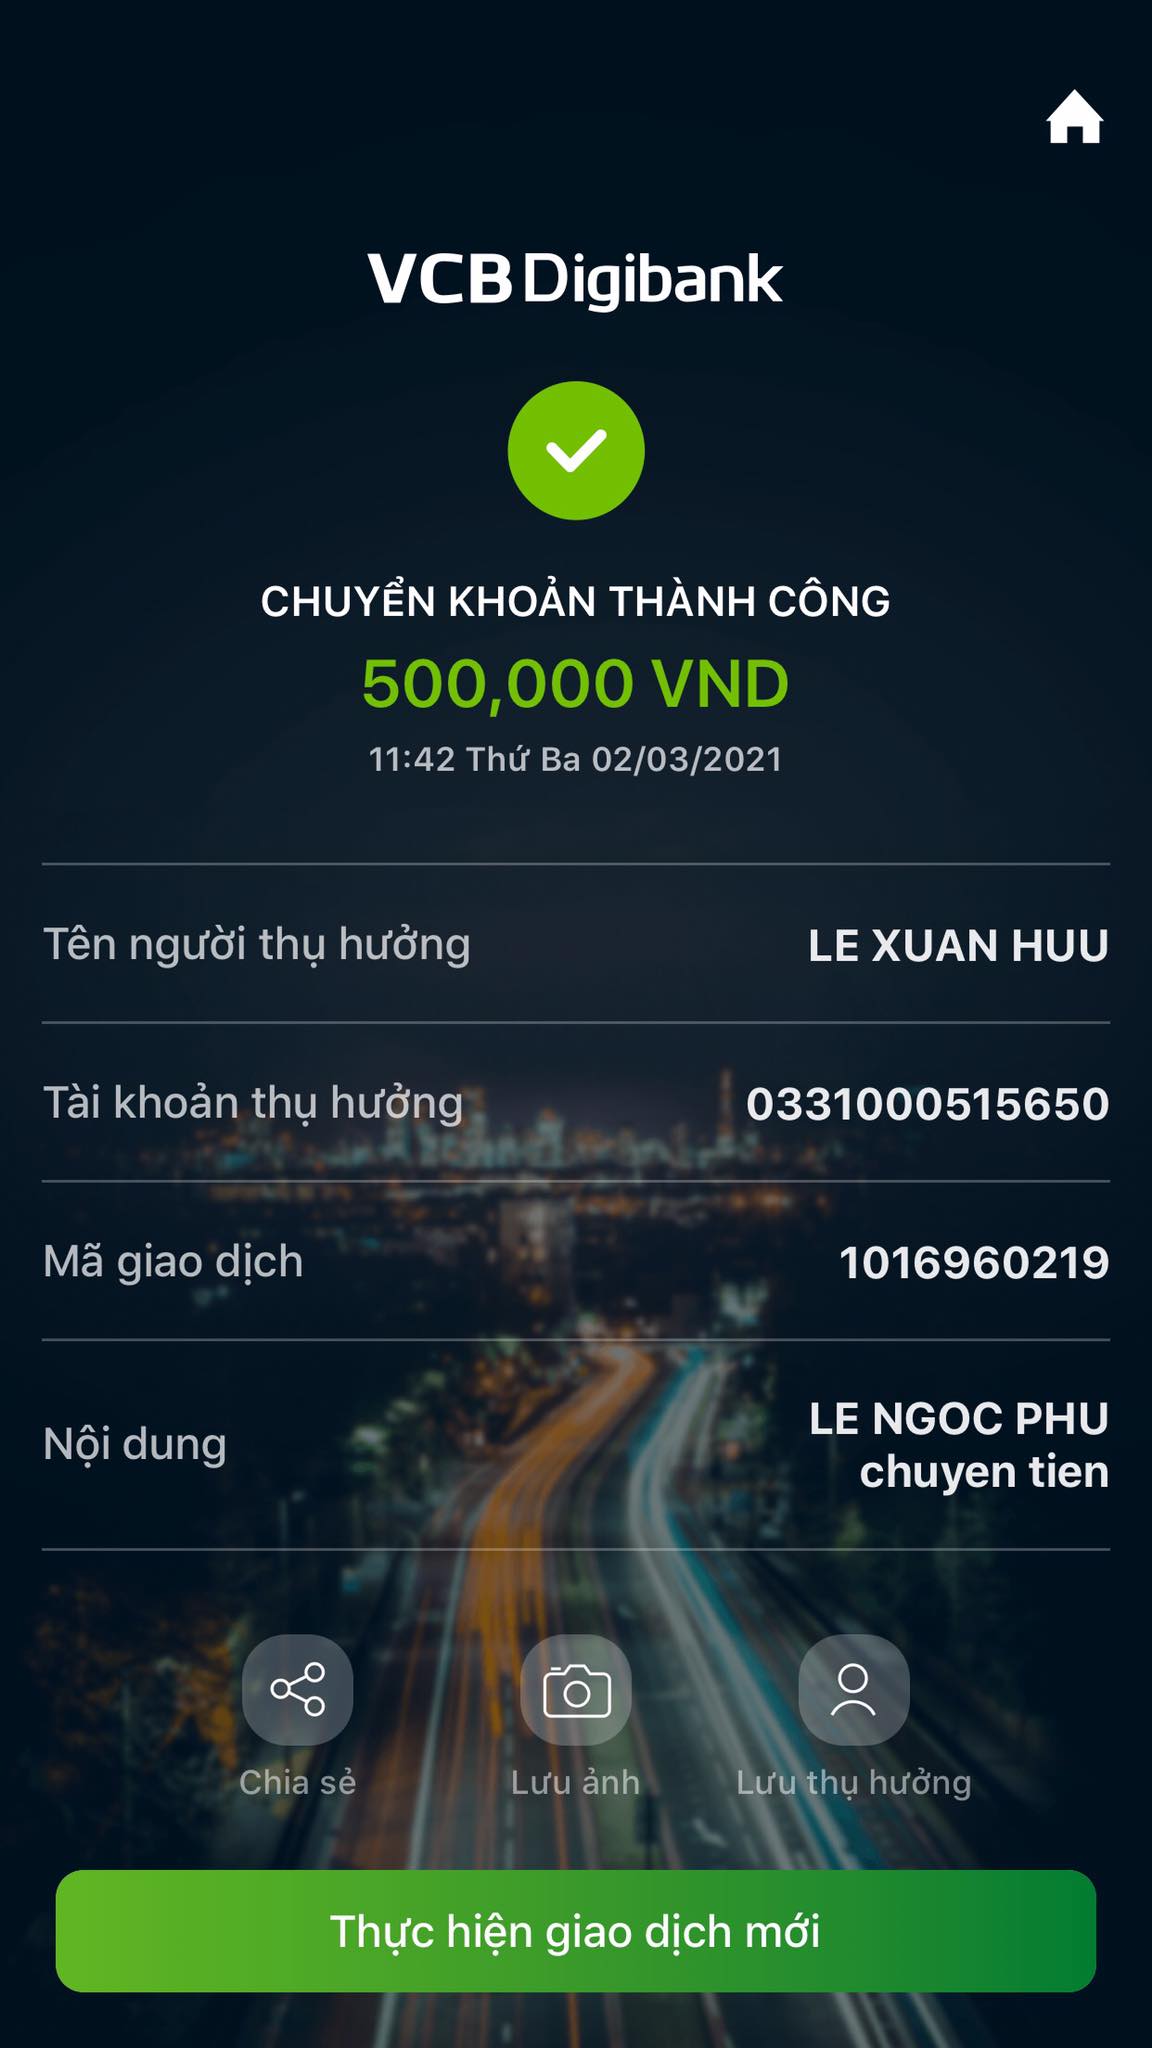 VCB Digibank
CHUYỂN KHOẢN THÀNH CÔNG
500,000 VND
11:42 Thứ Ba 02/03/2021
Tên người thụ hưởng LE XUAN HUU
Tài khoản thụ hưởng 0331000515650
Mã giao dịch 1016960219
Nội dung LE NGOC PHU
chuyen tien
Chia sẻ Lưu ảnh Lưu thụ hưởng
Thực hiện giao dịch mới